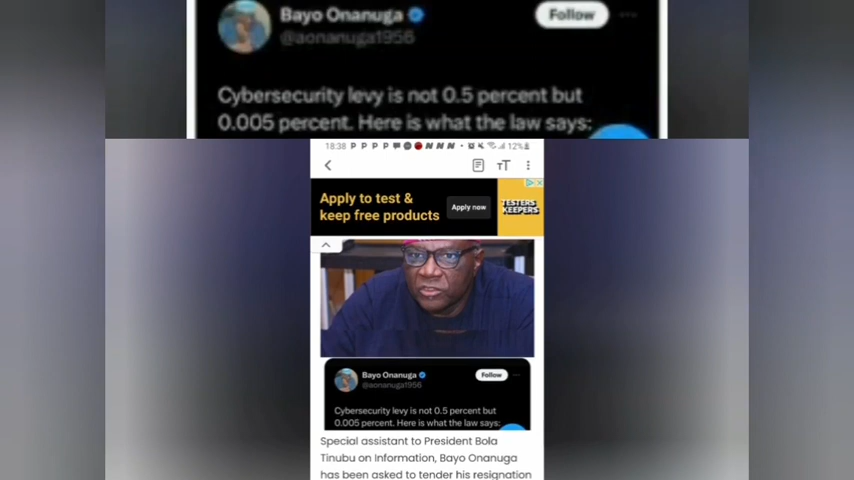 Bayo Onanuga
@aonanuga1956
Follow
Cybersecurity levy is not 0.5 percent but
0.005 percent. Here is what the law says:
18:38 P P P P N N N 12%
Apply to test &
keep free products
Apply now
TESTERS
KEEPERS
Bayo Onanuga
@aonanuga1956
Follow
Cybersecurity levy is not 0.5 percent but
0.005 percent. Here is what the law says:
Special assistant to President Bola
Tinubu on Information, Bayo Onanuga
has been asked to tender his resignation